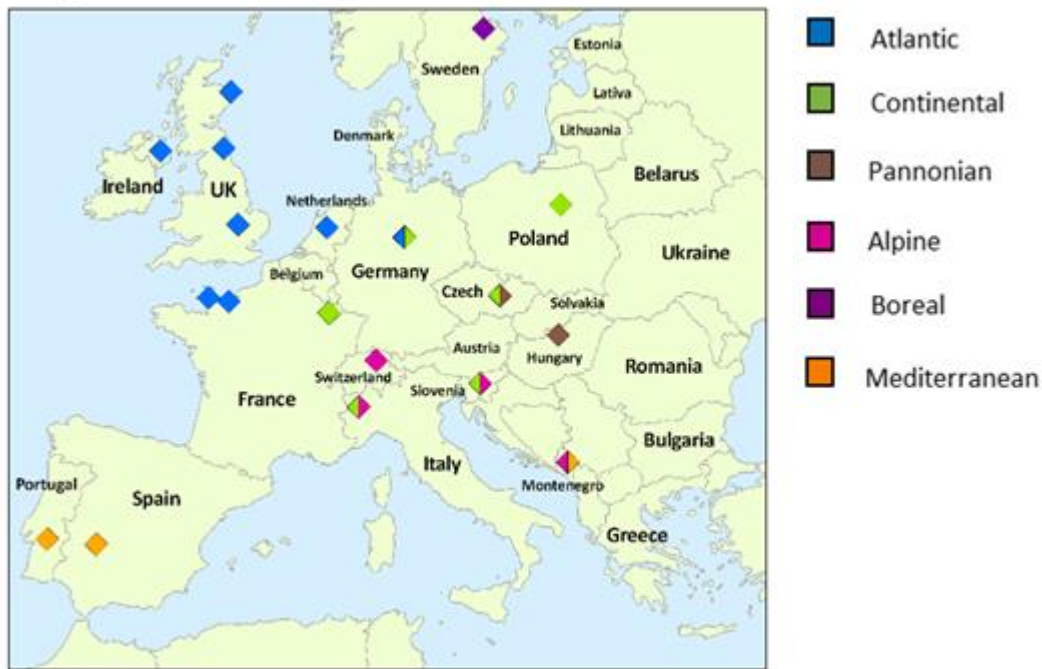 Sweden
Estonia
Lativa
Lithuania
Denmark
Belarus
Ireland
UK
Netherlands
Poland
Ukraine
Belgium
Germany
Czech
Solvakia
Austria
Hungary
Romania
Switzerland
Slovenia
France
Bulgaria
Italy
Montenegro
Portugal
Spain
Greece
Atlantic
Continental
Pannonian
Alpine
Boreal
Mediterranean